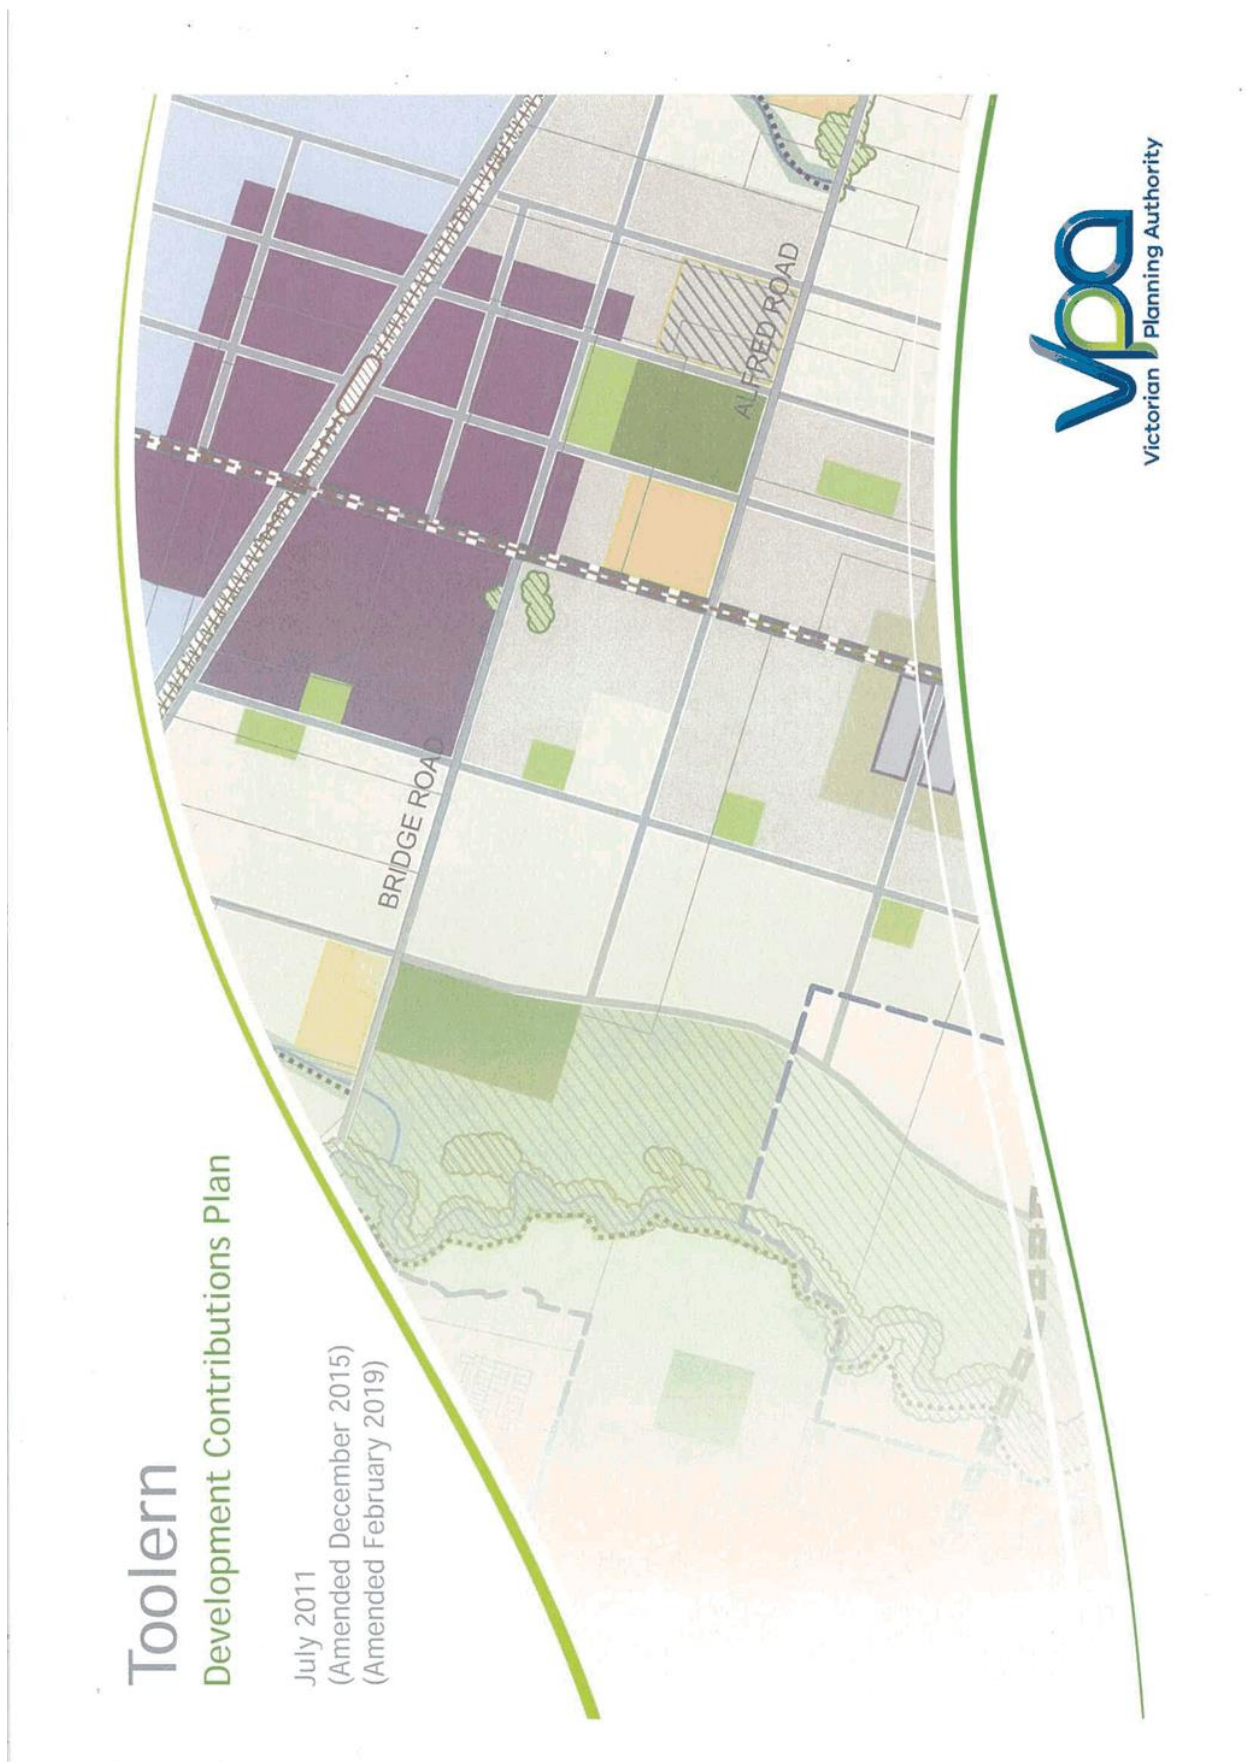 Toolern
Development Contributions Plan
July 2011
(Amended December 2015)
(Amended February 2019)
BRIDGE ROAD
ALFRED ROAD
vpa
Victorian Planning Authority